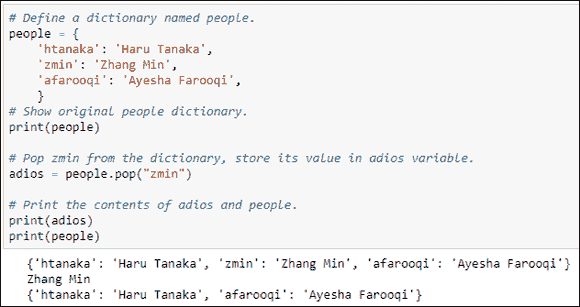 # Define a dictionary named people.
people = {
    'htanaka': 'Haru Tanaka',
    'zmin': 'Zhang Min',
    'afarooqi': 'Ayesha Farooqi',
    }
# Show original people dictionary.
print(people)

# Pop zmin from the dictionary, store its value in adios variable.
adios = people.pop("zmin")

# Print the contents of adios and people.
print(adios)
print(people)
{'htanaka': 'Haru Tanaka', 'zmin': 'Zhang Min', 'afarooqi': 'Ayesha Farooqi'}
Zhang Min
{'htanaka': 'Haru Tanaka', 'afarooqi': 'Ayesha Farooqi'}